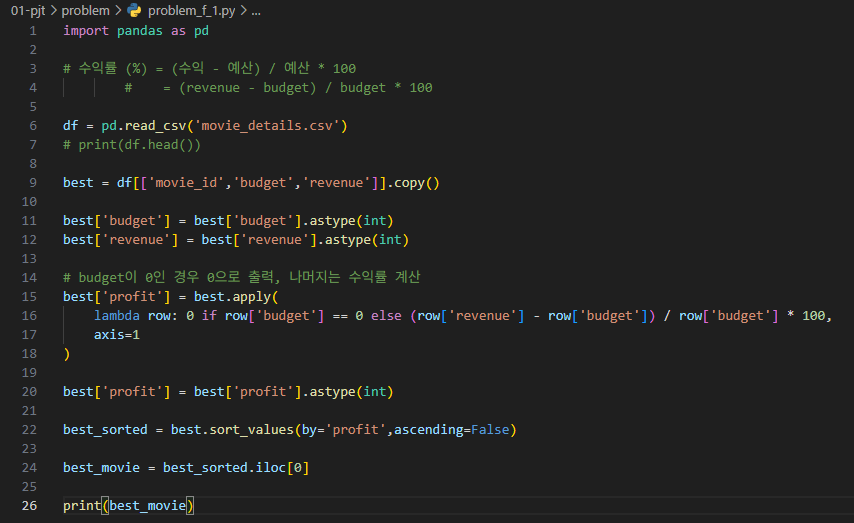 01-pjt > problem > problem_f_1.py > ...
1 import pandas as pd
2
3 # 수익률 (%) = (수익 - 예산) / 예산 * 100
4         #    = (revenue - budget) / budget * 100
5
6 df = pd.read_csv('movie_details.csv')
7 # print(df.head())
8
9 best = df[['movie_id','budget','revenue']].copy()
10
11 best['budget'] = best['budget'].astype(int)
12 best['revenue'] = best['revenue'].astype(int)
13
14 # budget이 0인 경우 0으로 출력, 나머지는 수익률 계산
15 best['profit'] = best.apply(
16     lambda row: 0 if row['budget'] == 0 else (row['revenue'] - row['budget']) / row['budget'] * 100,
17     axis=1
18 )
19
20 best['profit'] = best['profit'].astype(int)
21
22 best_sorted = best.sort_values(by='profit',ascending=False)
23
24 best_movie = best_sorted.iloc[0]
25
26 print(best_movie)